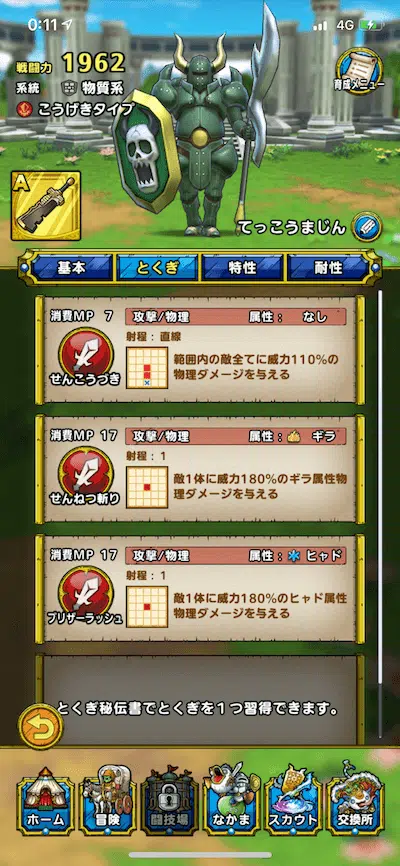 0:11
4G
戦闘力 1962
系統 物質系
こうげきタイプ
育成メニュー
A
てっこうまじん
基本 とくぎ 特性 耐性
消費MP 7 攻撃/物理 属性: なし
射程:直線
せんこうづき
範囲内の敵全てに威力110%の
物理ダメージを与える
消費MP 17 攻撃/物理 属性: ギラ
射程:1
せんねつ斬り
敵1体に威力180%のギラ属性物
理ダメージを与える
消費MP 17 攻撃/物理 属性: ヒャド
射程:1
ブリザーラッシュ
敵1体に威力180%のヒャド属性
物理ダメージを与える
とくぎ秘伝書でとくぎを1つ習得できます。
ホーム 冒険 闘技場 なかま スカウト 交換所